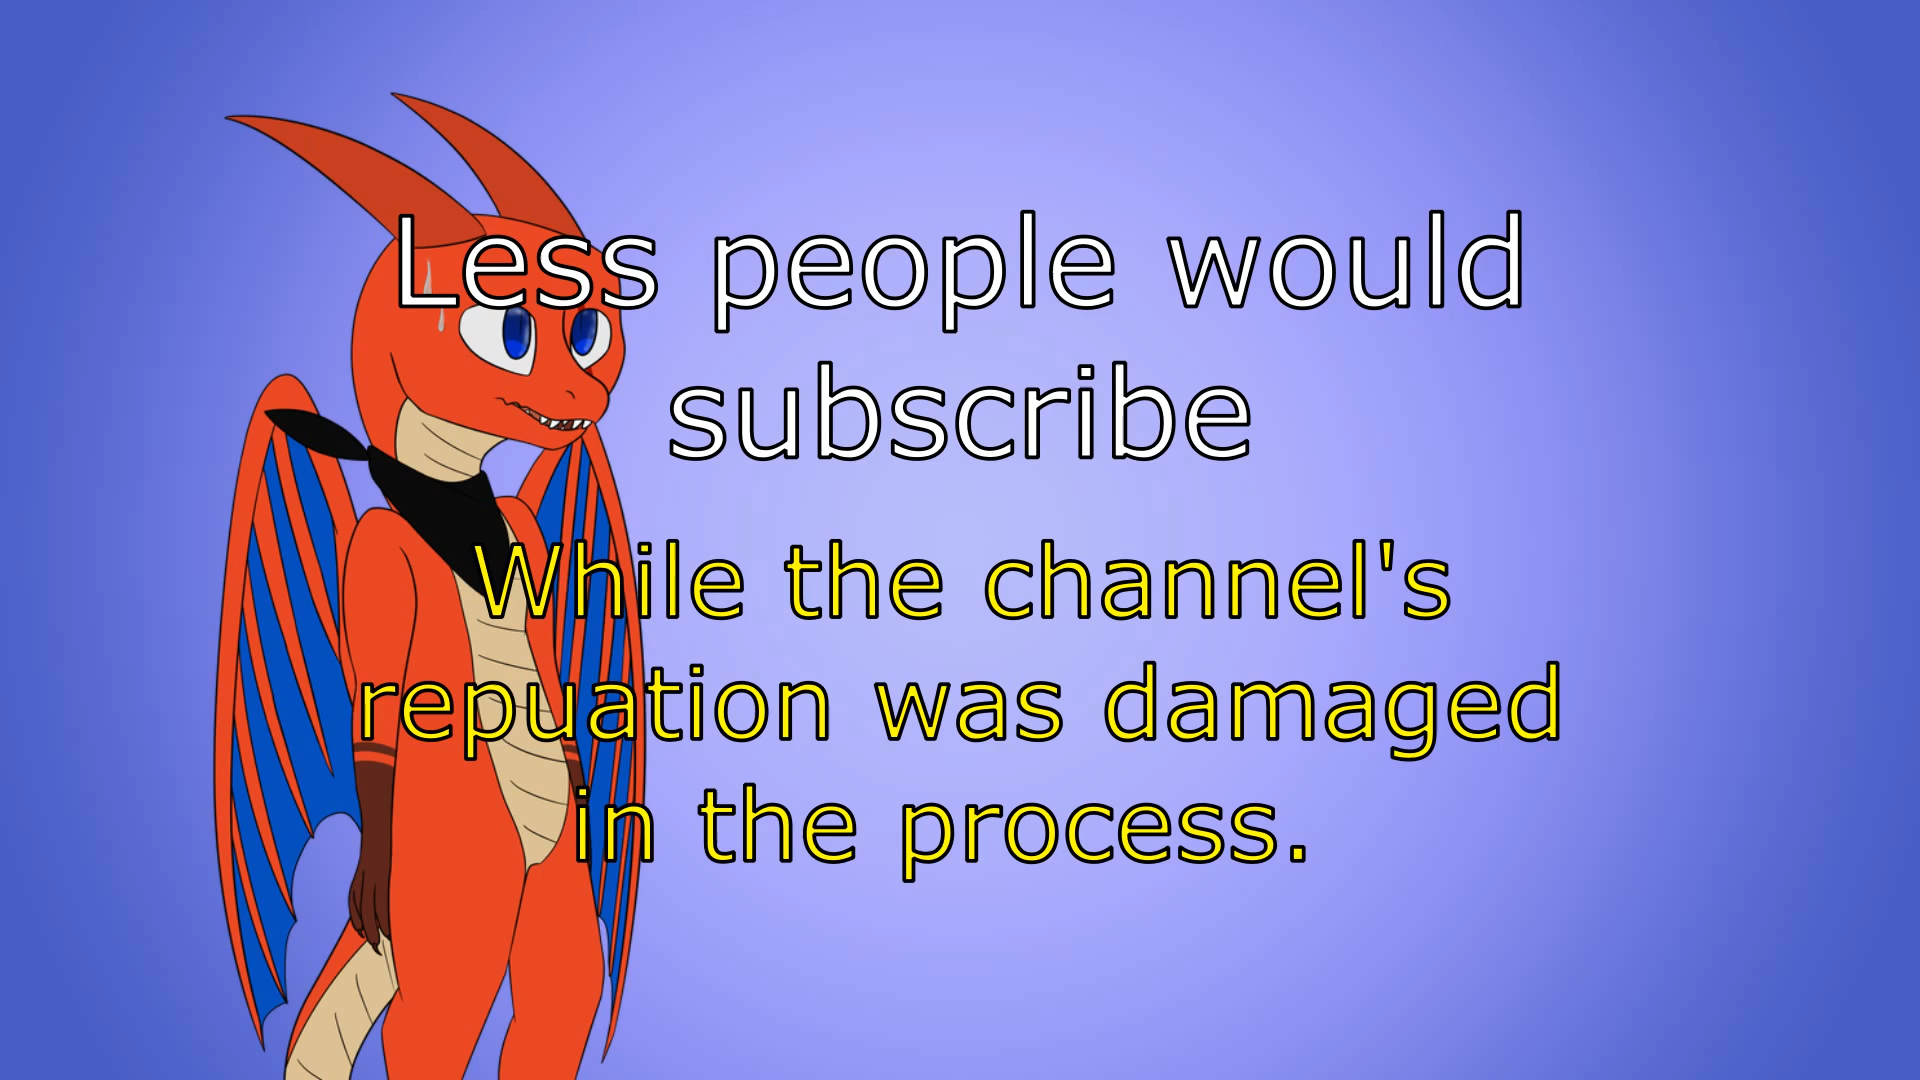 Less people would
subscribe
While the channel's
repuation was damaged
in the process.